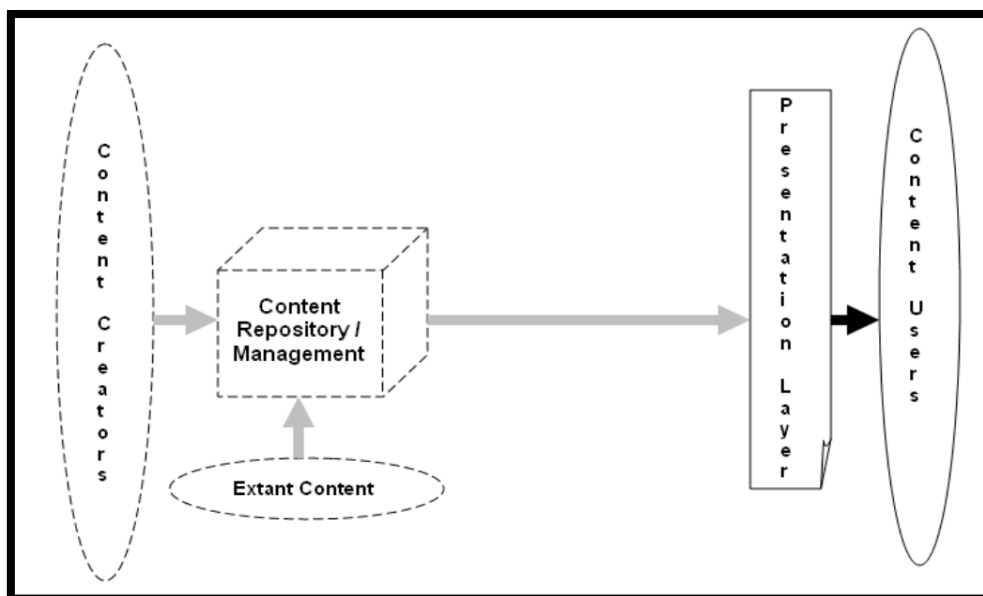 Content Creators
Content
Repository /
Management
Extant Content
Presentation Layer
Content Users